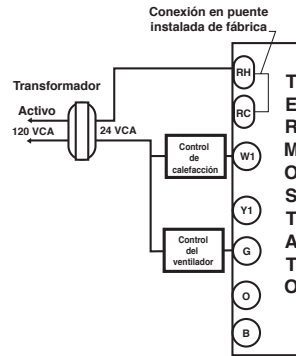 Conexión en puente
instalada de fábrica
Transformador
Activo
120 VCA
24 VCA
RH
RC
Control
de
calefacción
W1
Y1
Control
del
ventilador
G
O
B
T
E
R
M
O
S
T
A
T
O